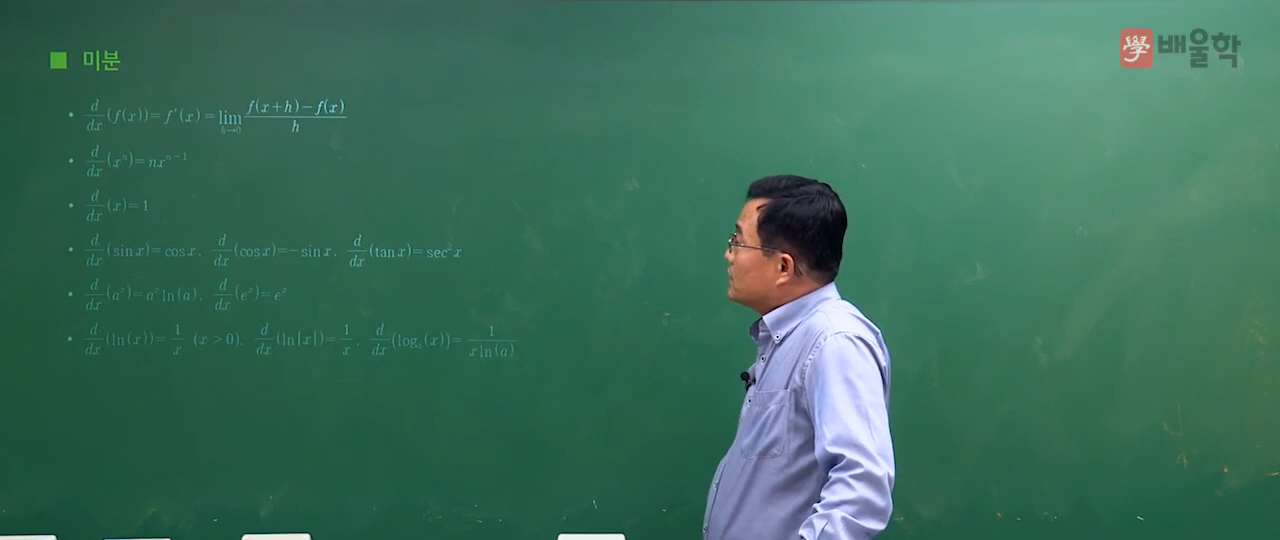 學 배울학
■ 미분
• d/dx (f(x)) = f′(x) = lim_{h→0} (f(x+h) − f(x))/h
• d/dx (xⁿ) = nxⁿ⁻¹
• d/dx (x) = 1
• d/dx (sin x) = cos x, d/dx (cos x) = −sin x, d/dx (tan x) = sec² x
• d/dx (aˣ) = aˣ ln(a), d/dx (eˣ) = eˣ
• d/dx (ln(x)) = 1/x (x > 0), d/dx (ln|x|) = 1/x, d/dx (logₐ(x)) = 1/(x ln(a))